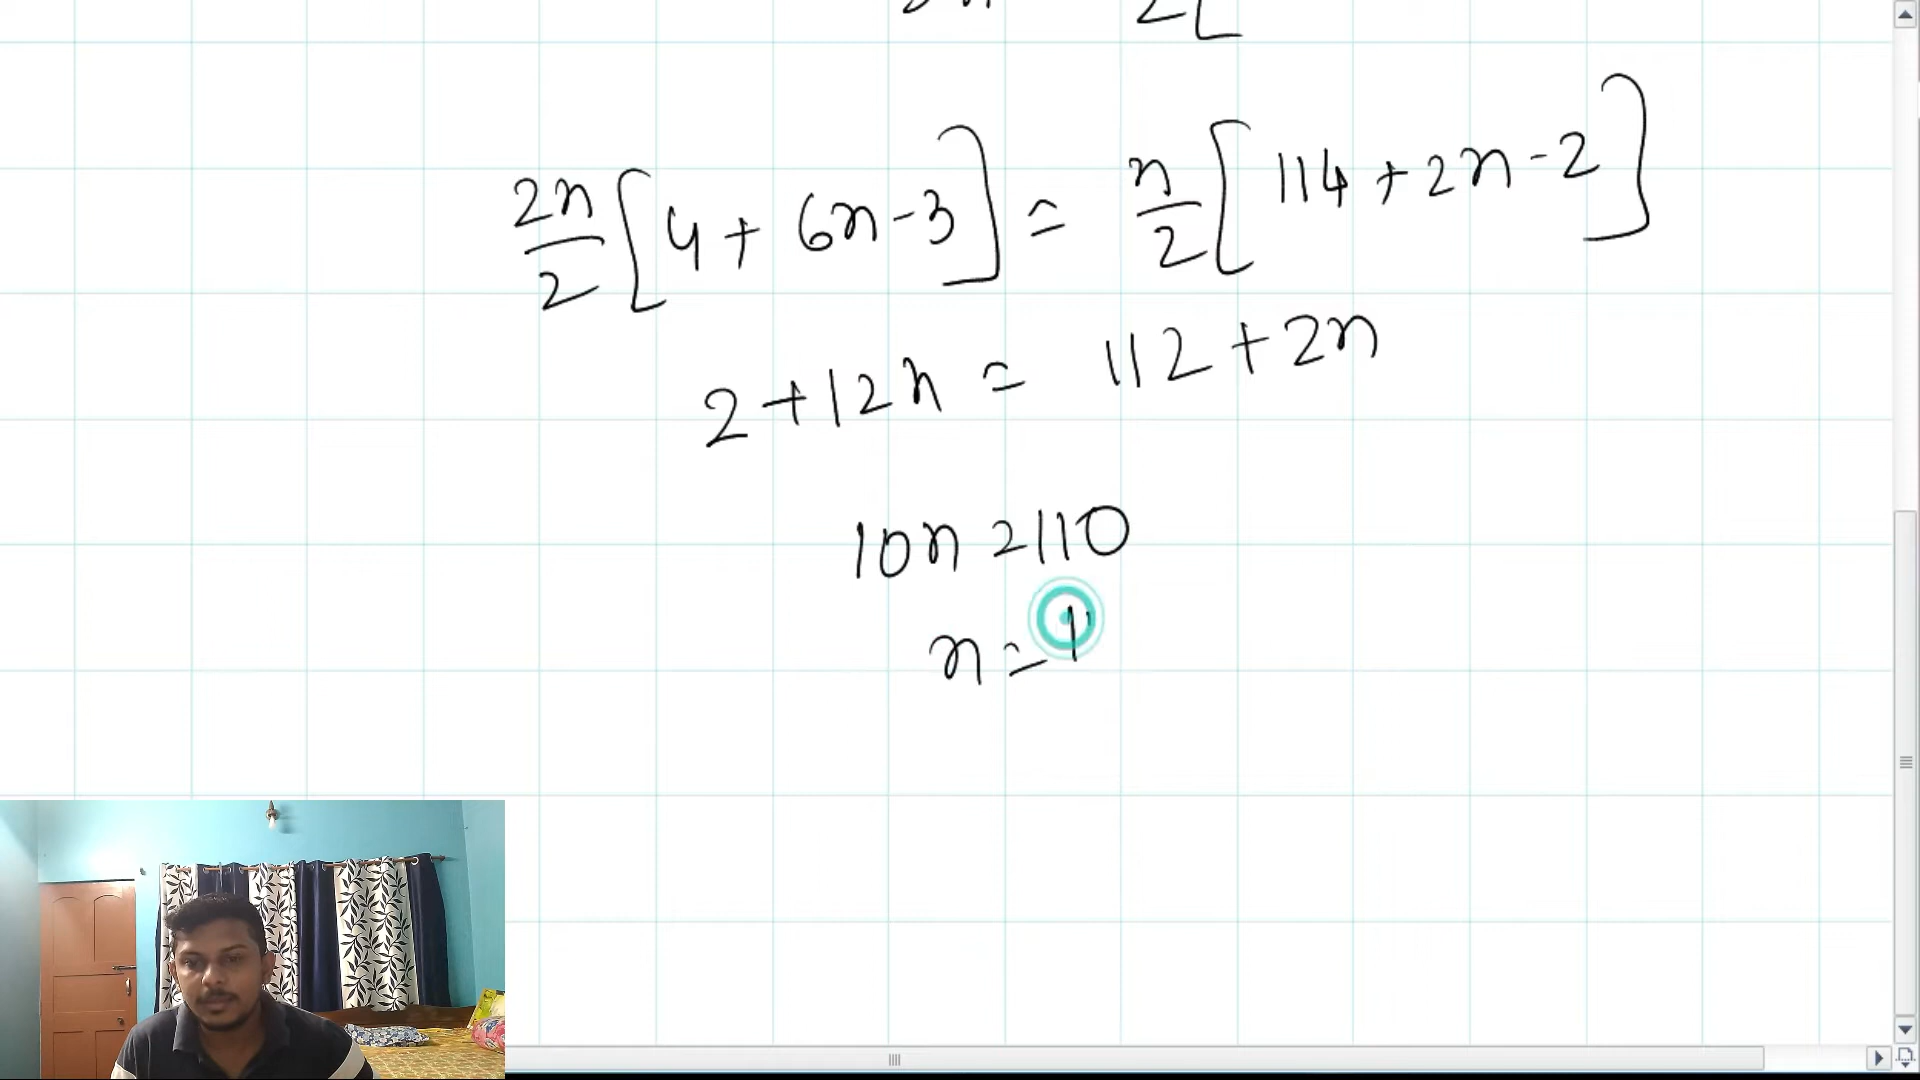 2n/2 [4 + 6n - 3] = n/2 [114 + 2n - 2]
2 + 12n = 112 + 2n
10n = 110
n = 11